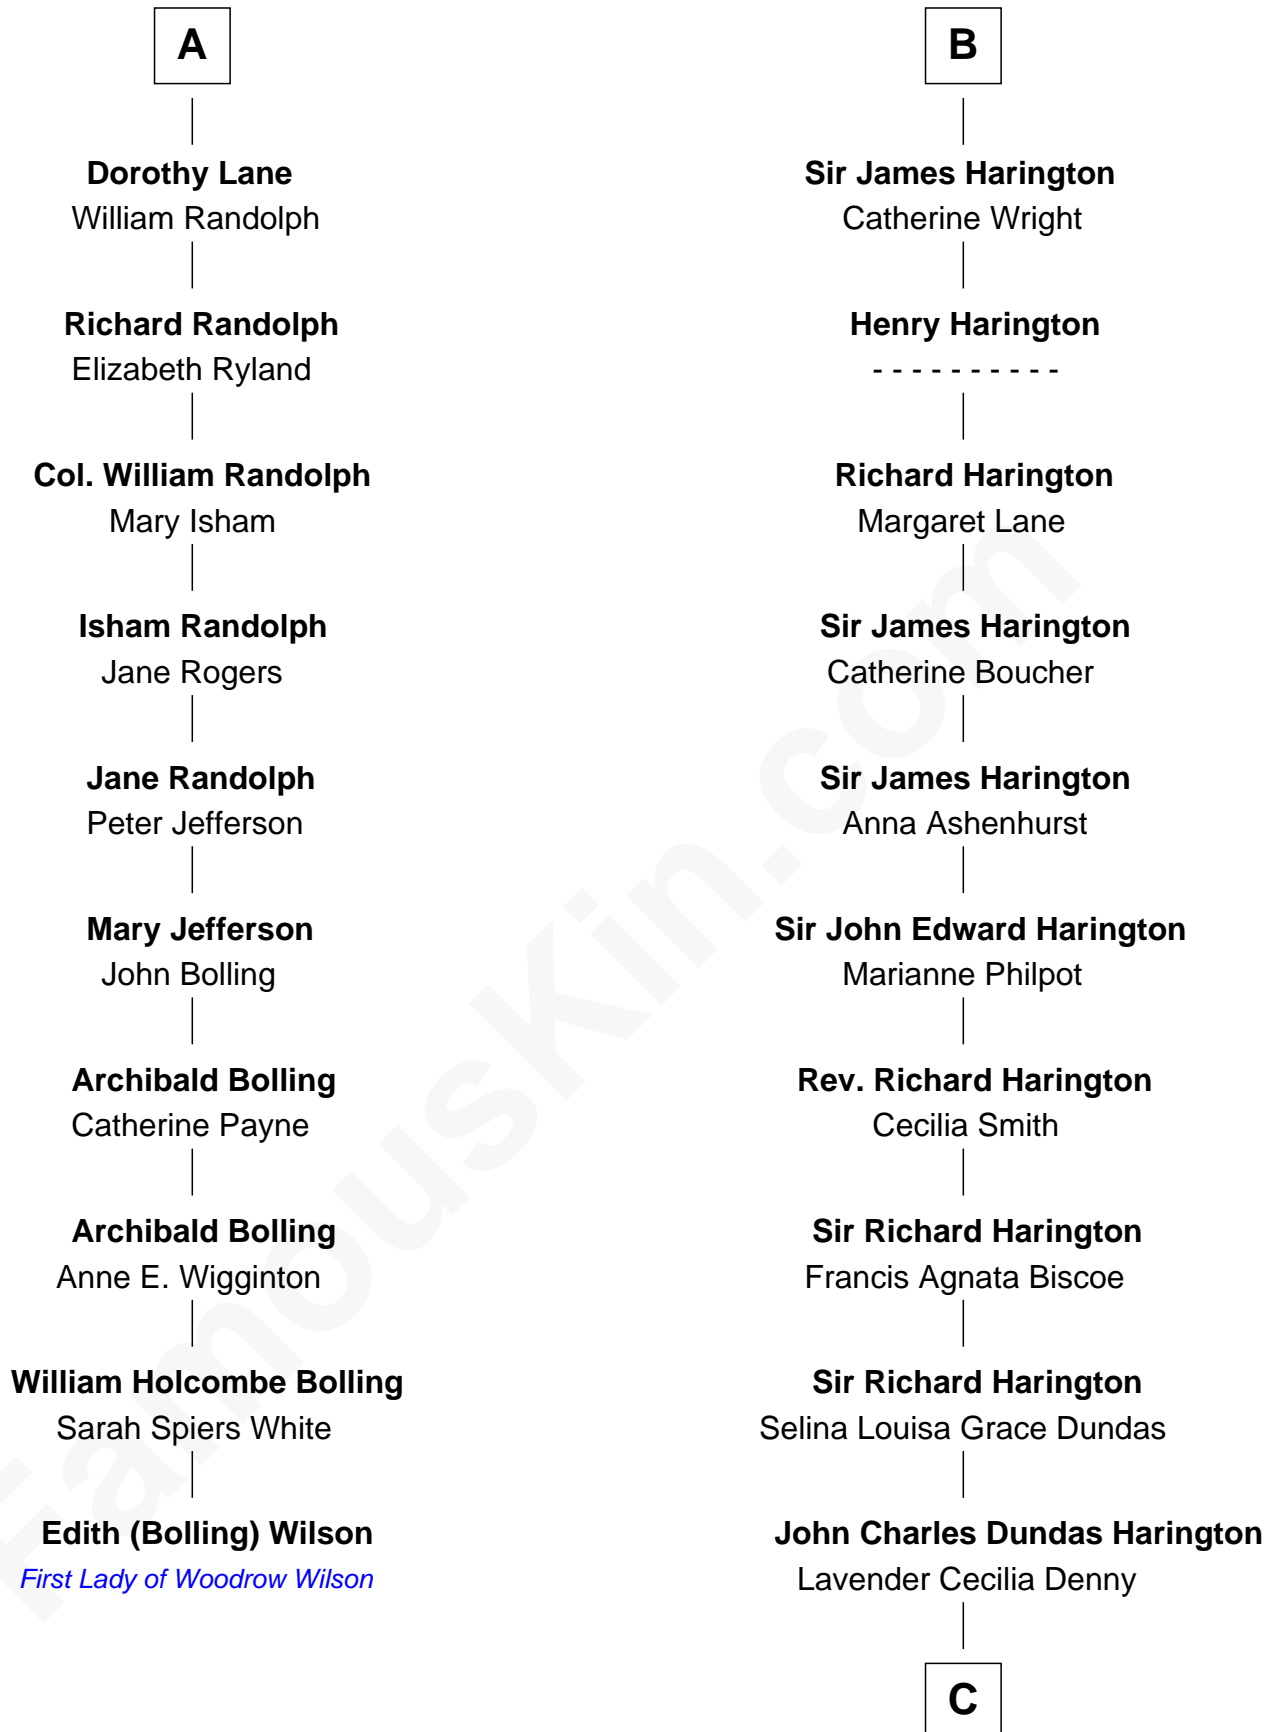 A
Dorothy Lane
William Randolph
Richard Randolph
Elizabeth Ryland
Col. William Randolph
Mary Isham
Isham Randolph
Jane Rogers
Jane Randolph
Peter Jefferson
Mary Jefferson
John Bolling
Archibald Bolling
Catherine Payne
Archibald Bolling
Anne E. Wigginton
William Holcombe Bolling
Sarah Spiers White
Edith (Bolling) Wilson
First Lady of Woodrow Wilson
B
Sir James Harington
Catherine Wright
Henry Harington
- - - - - - - - - -
Richard Harington
Margaret Lane
Sir James Harington
Catherine Boucher
Sir James Harington
Anna Ashenhurst
Sir John Edward Harington
Marianne Philpot
Rev. Richard Harington
Cecilia Smith
Sir Richard Harington
Francis Agnata Biscoe
Sir Richard Harington
Selina Louisa Grace Dundas
John Charles Dundas Harington
Lavender Cecilia Denny
C
FamousKin.com